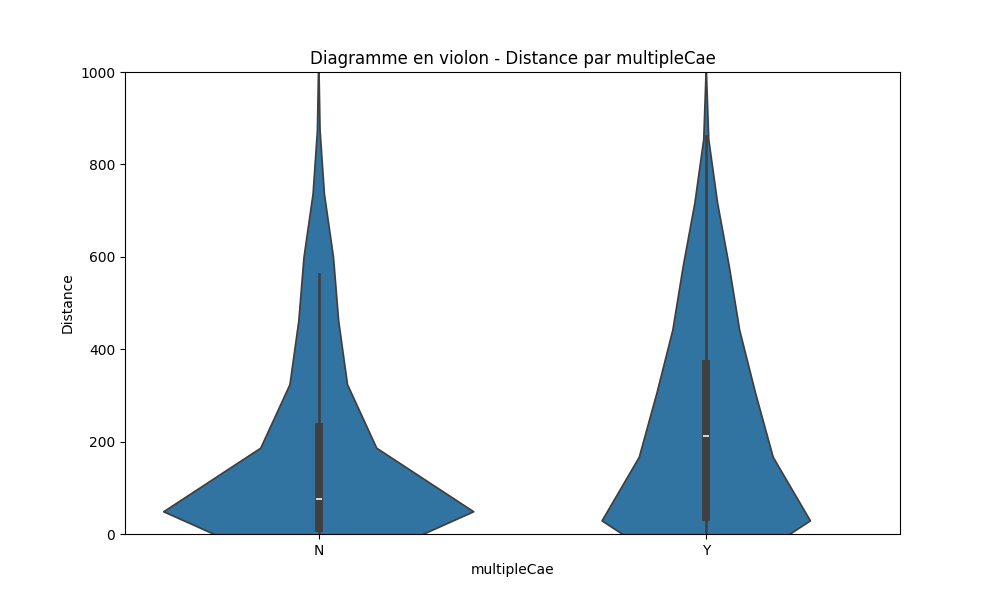 Diagramme en violon - Distance par multipleCae
1000
800
600
400
200
0
Distance
N
Y
multipleCae